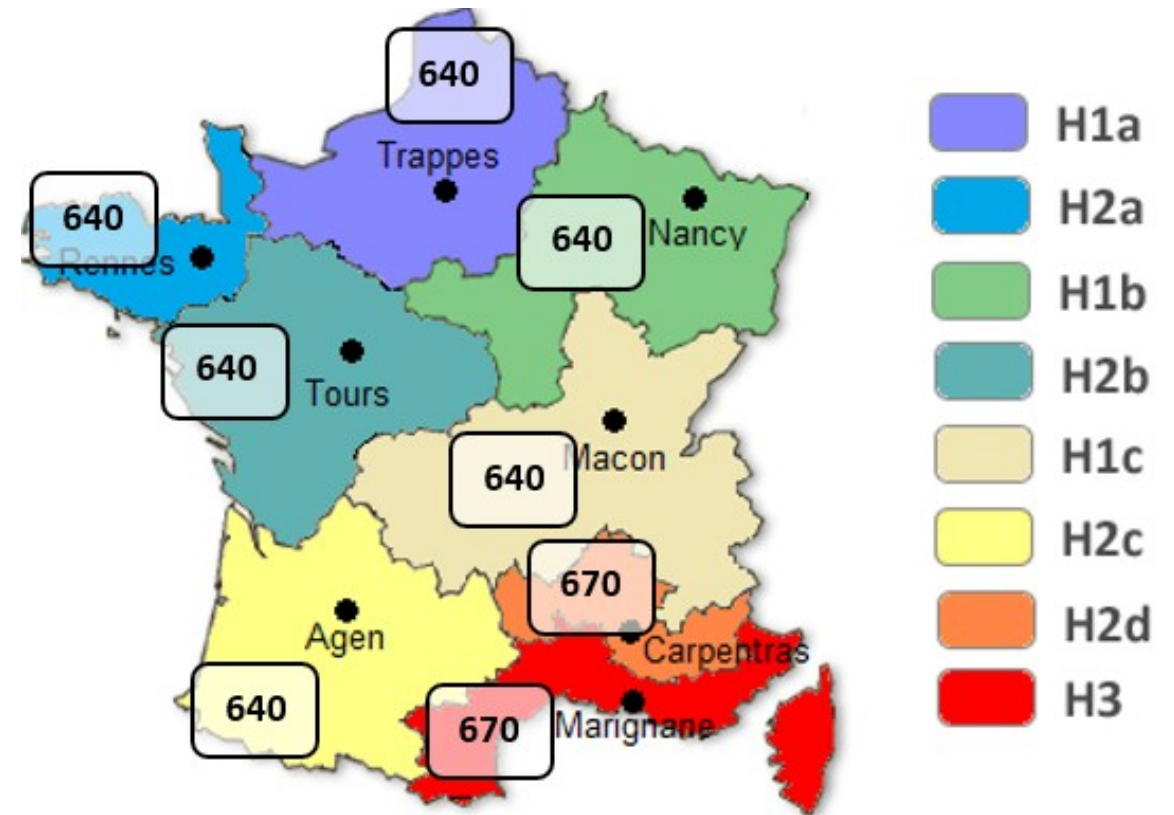 640
Trappes
640
Rennes
640
Nancy
640
Tours
640
Macon
670
Carpentras
Agen
640
670
Marignane
H1a
H2a
H1b
H2b
H1c
H2c
H2d
H3